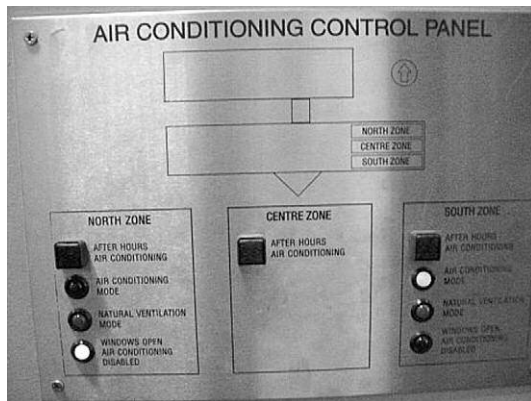 AIR CONDITIONING CONTROL PANEL
NORTH ZONE
CENTRE ZONE
SOUTH ZONE
NORTH ZONE
AFTER HOURS
AIR CONDITIONING
AIR CONDITIONING
MODE
NATURAL VENTILATION
MODE
WINDOWS OPEN
AIR CONDITIONING
DISABLED
CENTRE ZONE
AFTER HOURS
AIR CONDITIONING
SOUTH ZONE
AFTER HOURS
AIR CONDITIONING
AIR CONDITIONING
MODE
NATURAL VENTILATION
MODE
WINDOWS OPEN
AIR CONDITIONING
DISABLED